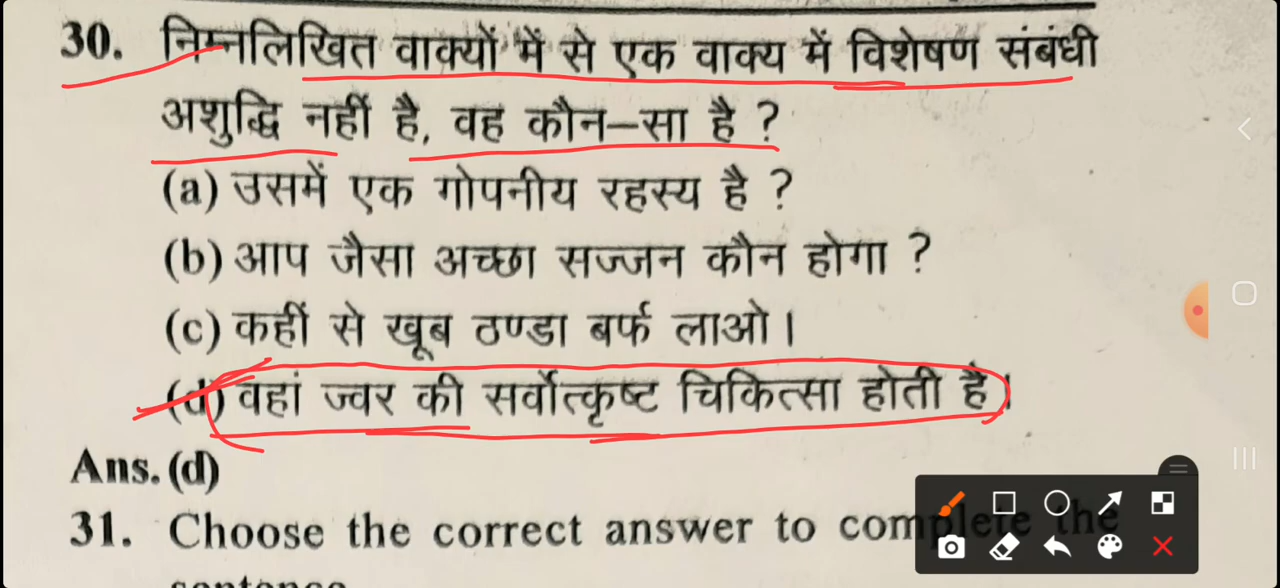 30. निम्नलिखित वाक्यों में से एक वाक्य में विशेषण संबंधी
अशुद्धि नहीं है, वह कौन–सा है ?
(a) उसमें एक गोपनीय रहस्य है ?
(b) आप जैसा अच्छा सज्जन कौन होगा ?
(c) कहीं से खूब ठण्डा बर्फ लाओ।
(d) वहां ज्वर की सर्वोत्कृष्ट चिकित्सा होती है।
Ans. (d)
31. Choose the correct answer to complete the
sentence